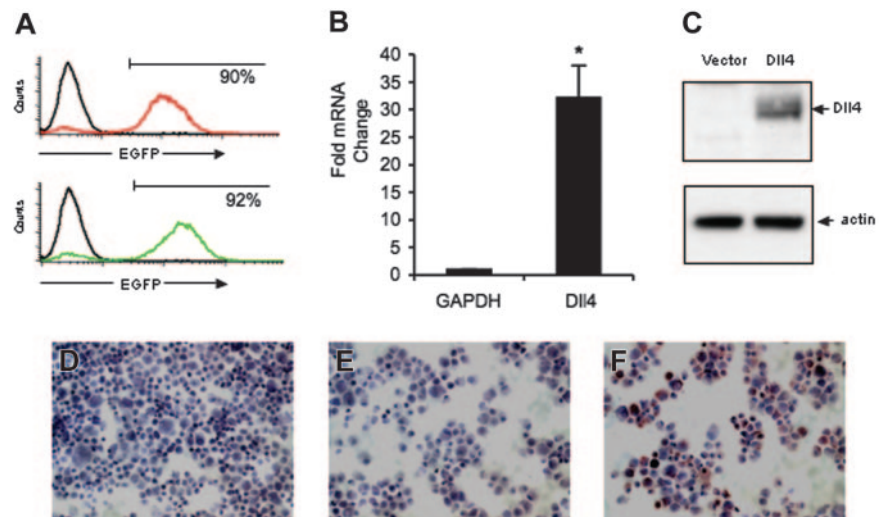 A
Counts
90%
EGFP
Counts
92%
EGFP
B
Fold mRNA
Change
40
35
30
25
20
15
10
5
0
*
GAPDH
Dll4
C
Vector Dll4
Dll4
actin
D
E
F